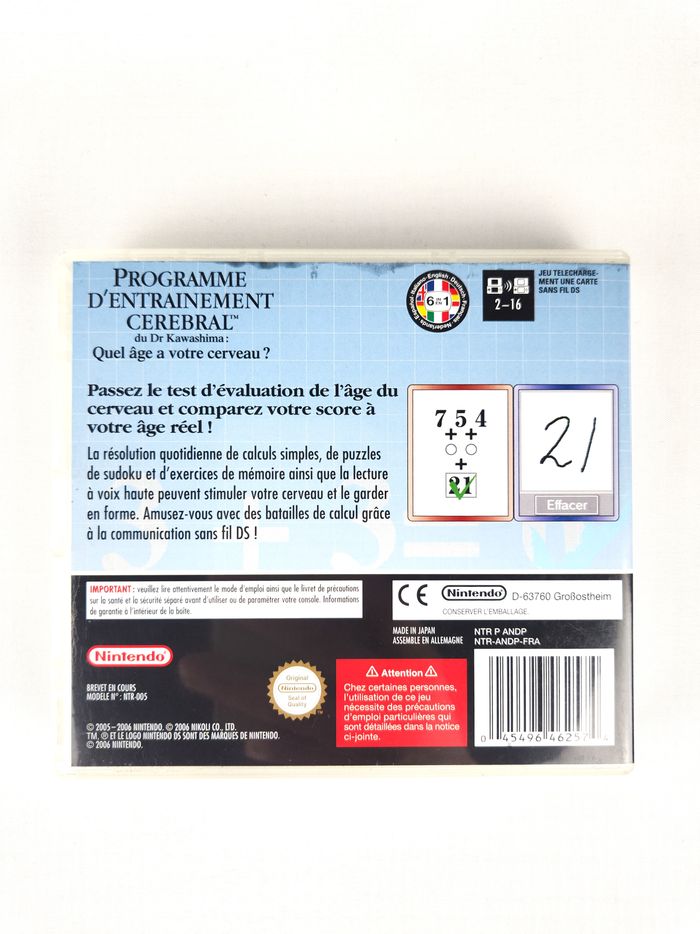 PROGRAMME
D'ENTRAINEMENT
CEREBRAL™
du Dr Kawashima :
Quel âge a votre cerveau ?
Español Italiano English Deutsch Français Nederlands
6 IN EN 1
2–16
JEU TELECHARGE-
MENT UNE CARTE
SANS FIL DS
Passez le test d'évaluation de l'âge du
cerveau et comparez votre score à
votre âge réel !
La résolution quotidienne de calculs simples, de puzzles
de sudoku et d'exercices de mémoire ainsi que la lecture
à voix haute peuvent stimuler votre cerveau et le garder
en forme. Amusez-vous avec des batailles de calcul grâce
à la communication sans fil DS !
7 5 4
+ +
+
21
21
Effacer
IMPORTANT : veuillez lire attentivement le mode d'emploi ainsi que le livret de précautions
sur la santé et la sécurité séparé avant d'utiliser ou de paramétrer votre console. Informations
de garantie à l'interieur de la boîte.
CE Nintendo® D-63760 Großostheim
CONSERVER L'EMBALLAGE.
MADE IN JAPAN
ASSEMBLE EN ALLEMAGNE
NTR P ANDP
NTR-ANDP-FRA
Nintendo®
BREVET EN COURS
MODÈLE N° : NTR-005
Original
Nintendo®
Seal of
Quality
™
⚠ Attention ⚠
Chez certaines personnes,
l'utilisation de ce jeu
nécessite des précautions
d'emploi particulières qui
sont détaillées dans la notice
ci-jointe.
© 2005–2006 NINTENDO. © 2006 NIKOLI CO., LTD.
TM, ® ET LE LOGO NINTENDO DS SONT DES MARQUES DE NINTENDO.
© 2006 NINTENDO.
0 45496 46257 4